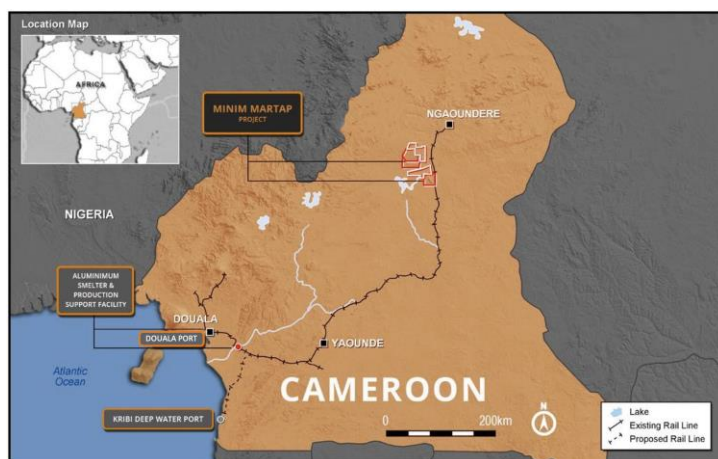 Location Map
AFRICA
MINIM MARTAP
PROJECT
NGAOUNDERE
NIGERIA
ALUMINIMUM
SMELTER &
PRODUCTION
SUPPORT FACILITY
DOUALA
DOUALA PORT
YAOUNDE
Atlantic
Ocean
CAMEROON
KRIBI DEEP WATER PORT
0 200km
N
Lake
Existing Rail Line
Proposed Rail Line